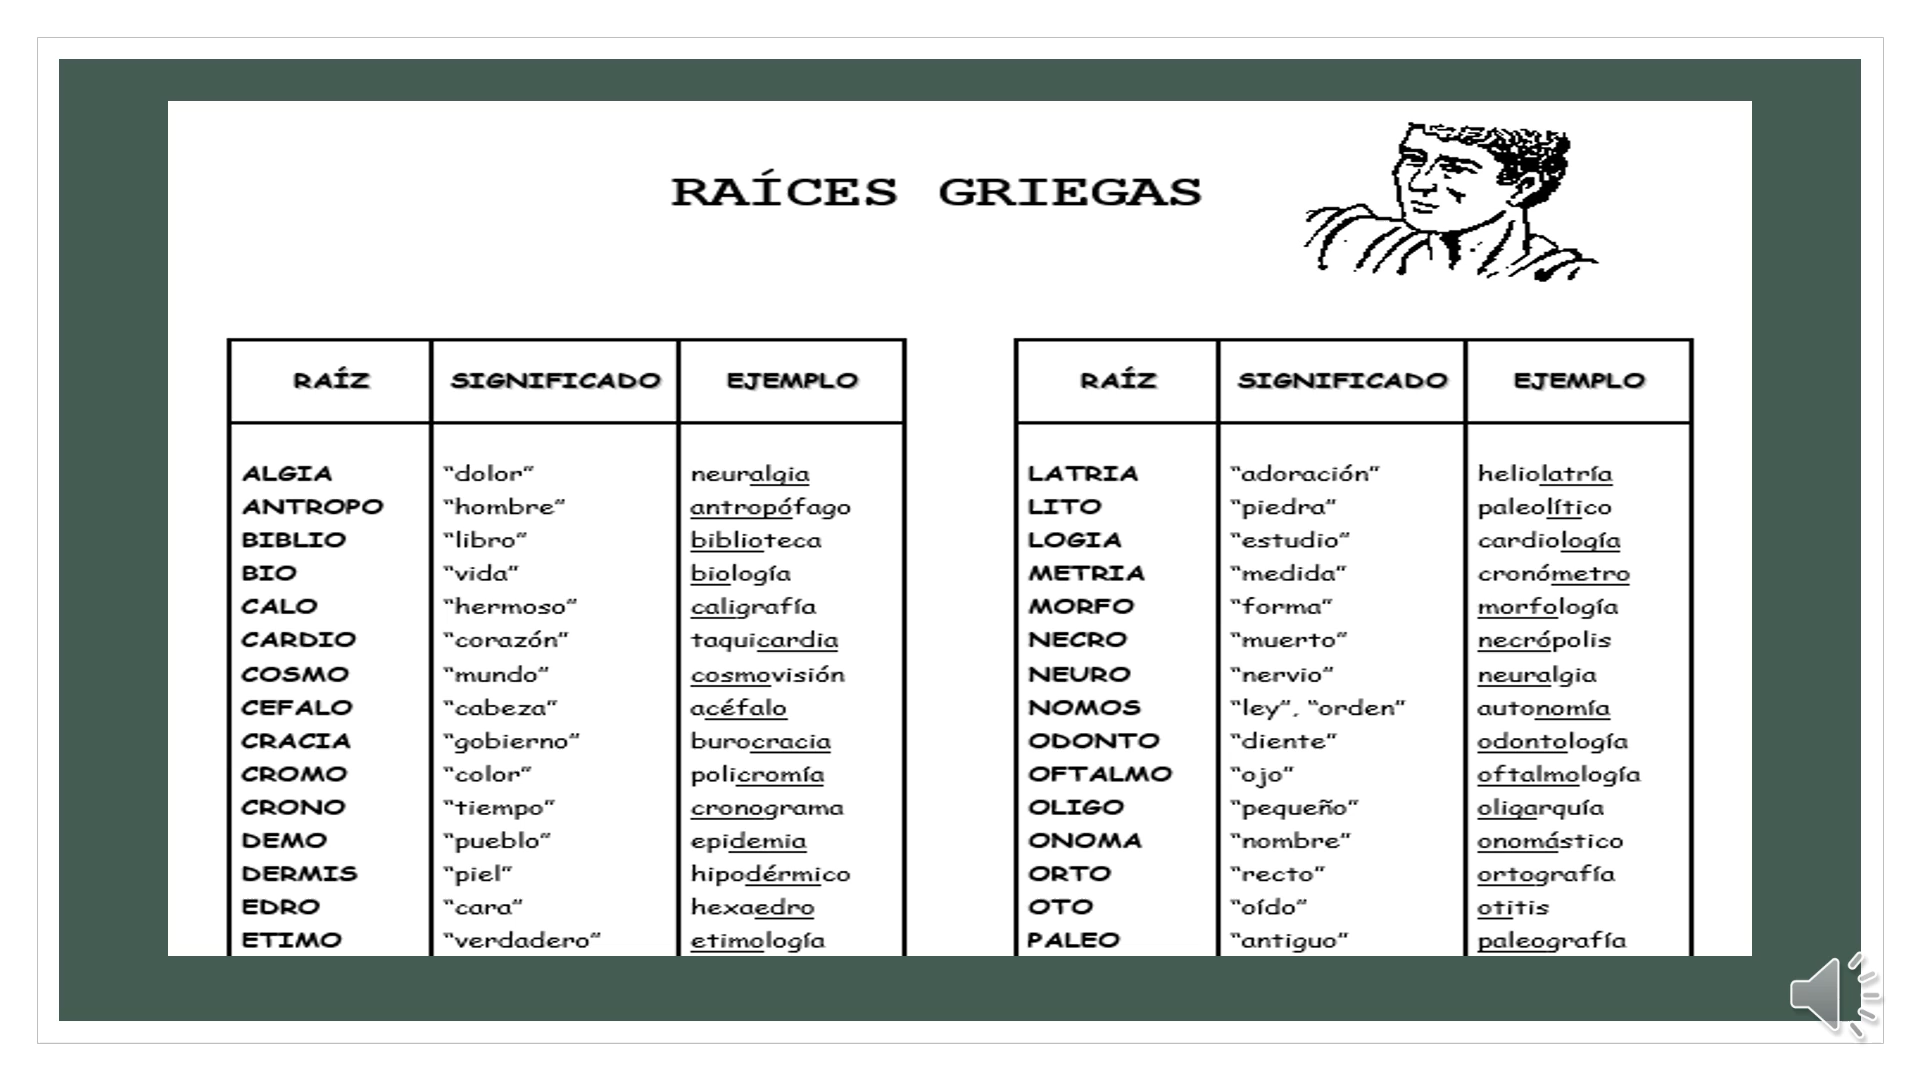 RAÍCES GRIEGAS
RAÍZ SIGNIFICADO EJEMPLO
ALGIA “dolor” neuralgia
ANTROPO “hombre” antropófago
BIBLIO “libro” biblioteca
BIO “vida” biología
CALO “hermoso” caligrafía
CARDIO “corazón” taquicardia
COSMO “mundo” cosmovisión
CEFALO “cabeza” acéfalo
CRACIA “gobierno” burocracia
CROMO “color” policromía
CRONO “tiempo” cronograma
DEMO “pueblo” epidemia
DERMIS “piel” hipodérmico
EDRO “cara” hexaedro
ETIMO “verdadero” etimología
RAÍZ SIGNIFICADO EJEMPLO
LATRIA “adoración” heliolatría
LITO “piedra” paleolítico
LOGIA “estudio” cardiología
METRIA “medida” cronómetro
MORFO “forma” morfología
NECRO “muerto” necrópolis
NEURO “nervio” neuralgia
NOMOS “ley”, “orden” autonomía
ODONTO “diente” odontología
OFTALMO “ojo” oftalmología
OLIGO “pequeño” oligarquía
ONOMA “nombre” onomástico
ORTO “recto” ortografía
OTO “oído” otitis
PALEO “antiguo” paleografía